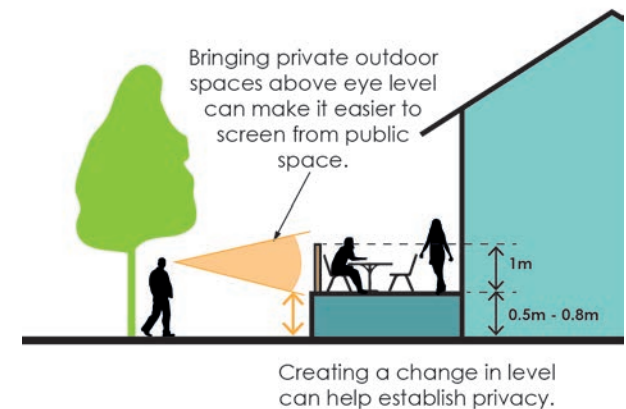 Bringing private outdoor
spaces above eye level
can make it easier to
screen from public
space.
1m
0.5m - 0.8m
Creating a change in level
can help establish privacy.